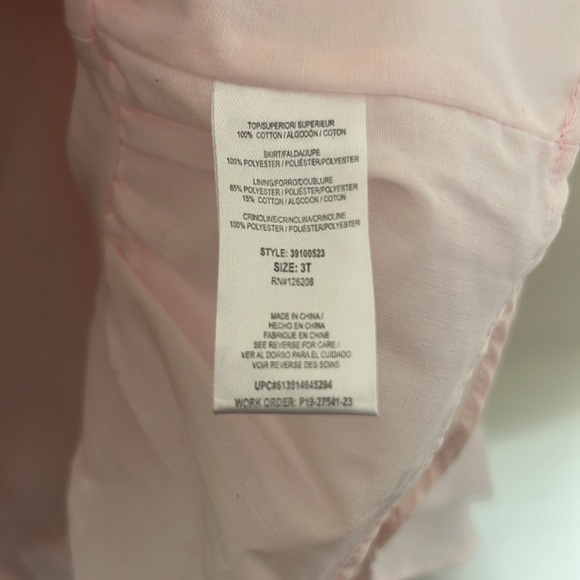 TOP/SUPERIOR/ SUPERIEUR
100% COTTON / ALGODÓN / COTON
SKIRT/FALDA/JUPE
100% POLYESTER / POLIÉSTER/POLYESTER
LINING/FORRO/DOUBLURE
85% POLYESTER / POLIÉSTER/POLYESTER
15% COTTON / ALGODÓN / COTON
CRINOLINE/CRINOLINA/CRINOLINE
100% POLYESTER / POLIÉSTER/POLYESTER
STYLE: 39100523
SIZE: 3T
RN#126208
MADE IN CHINA /
HECHO EN CHINA
FABRIQUÉ EN CHINE
SEE REVERSE FOR CARE /
VER AL DORSO PARA EL CUIDADO
VOIR REVERSE DES SOINS
UPC#613514645294
WORK ORDER: P19-27541-23